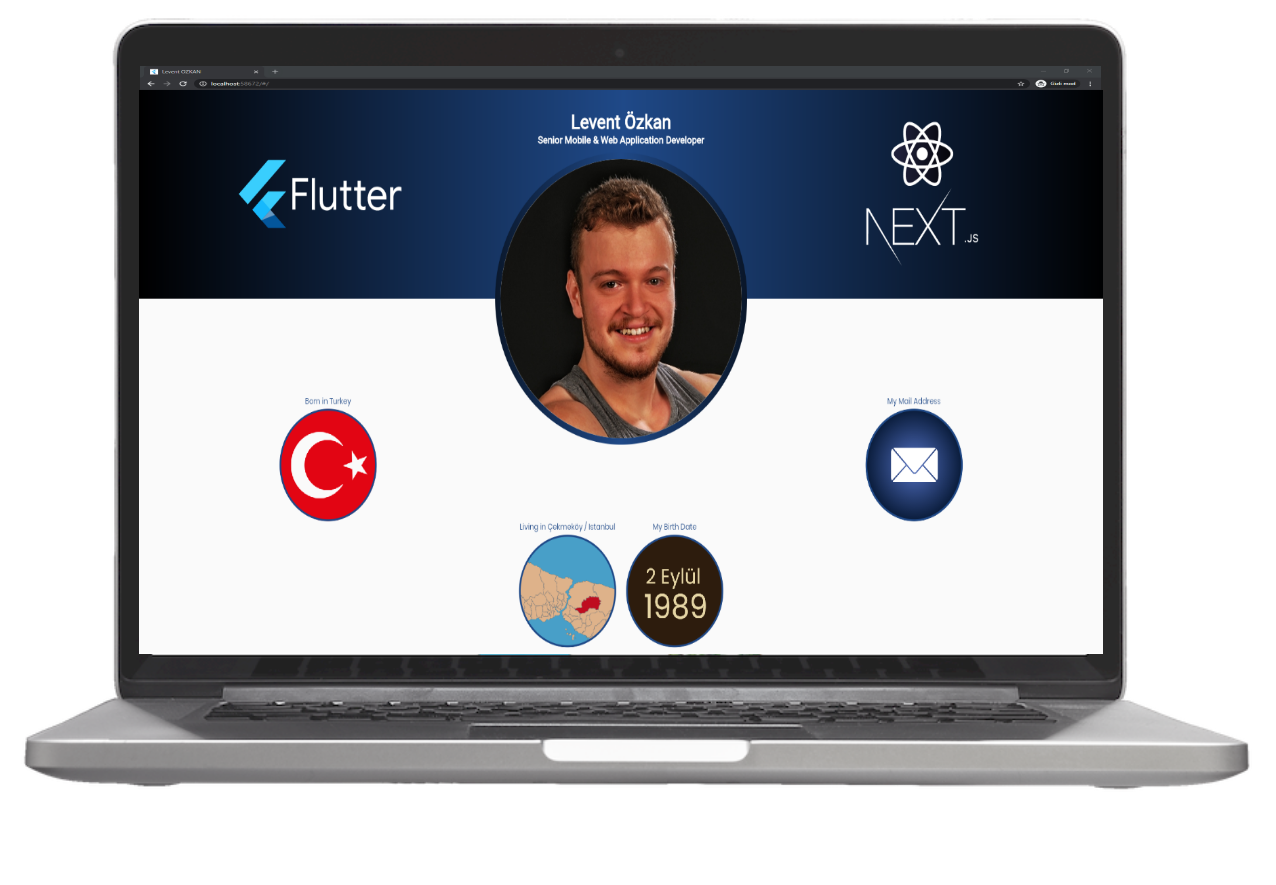 Levent ÖZKAN
localhost:58672/#/
Gizli mod
Levent Özkan
Senior Mobile & Web Application Developer
Flutter
NEXT.JS
Born in Turkey
My Mail Address
Living in Çekmeköy / Istanbul
My Birth Date
2 Eylül
1989